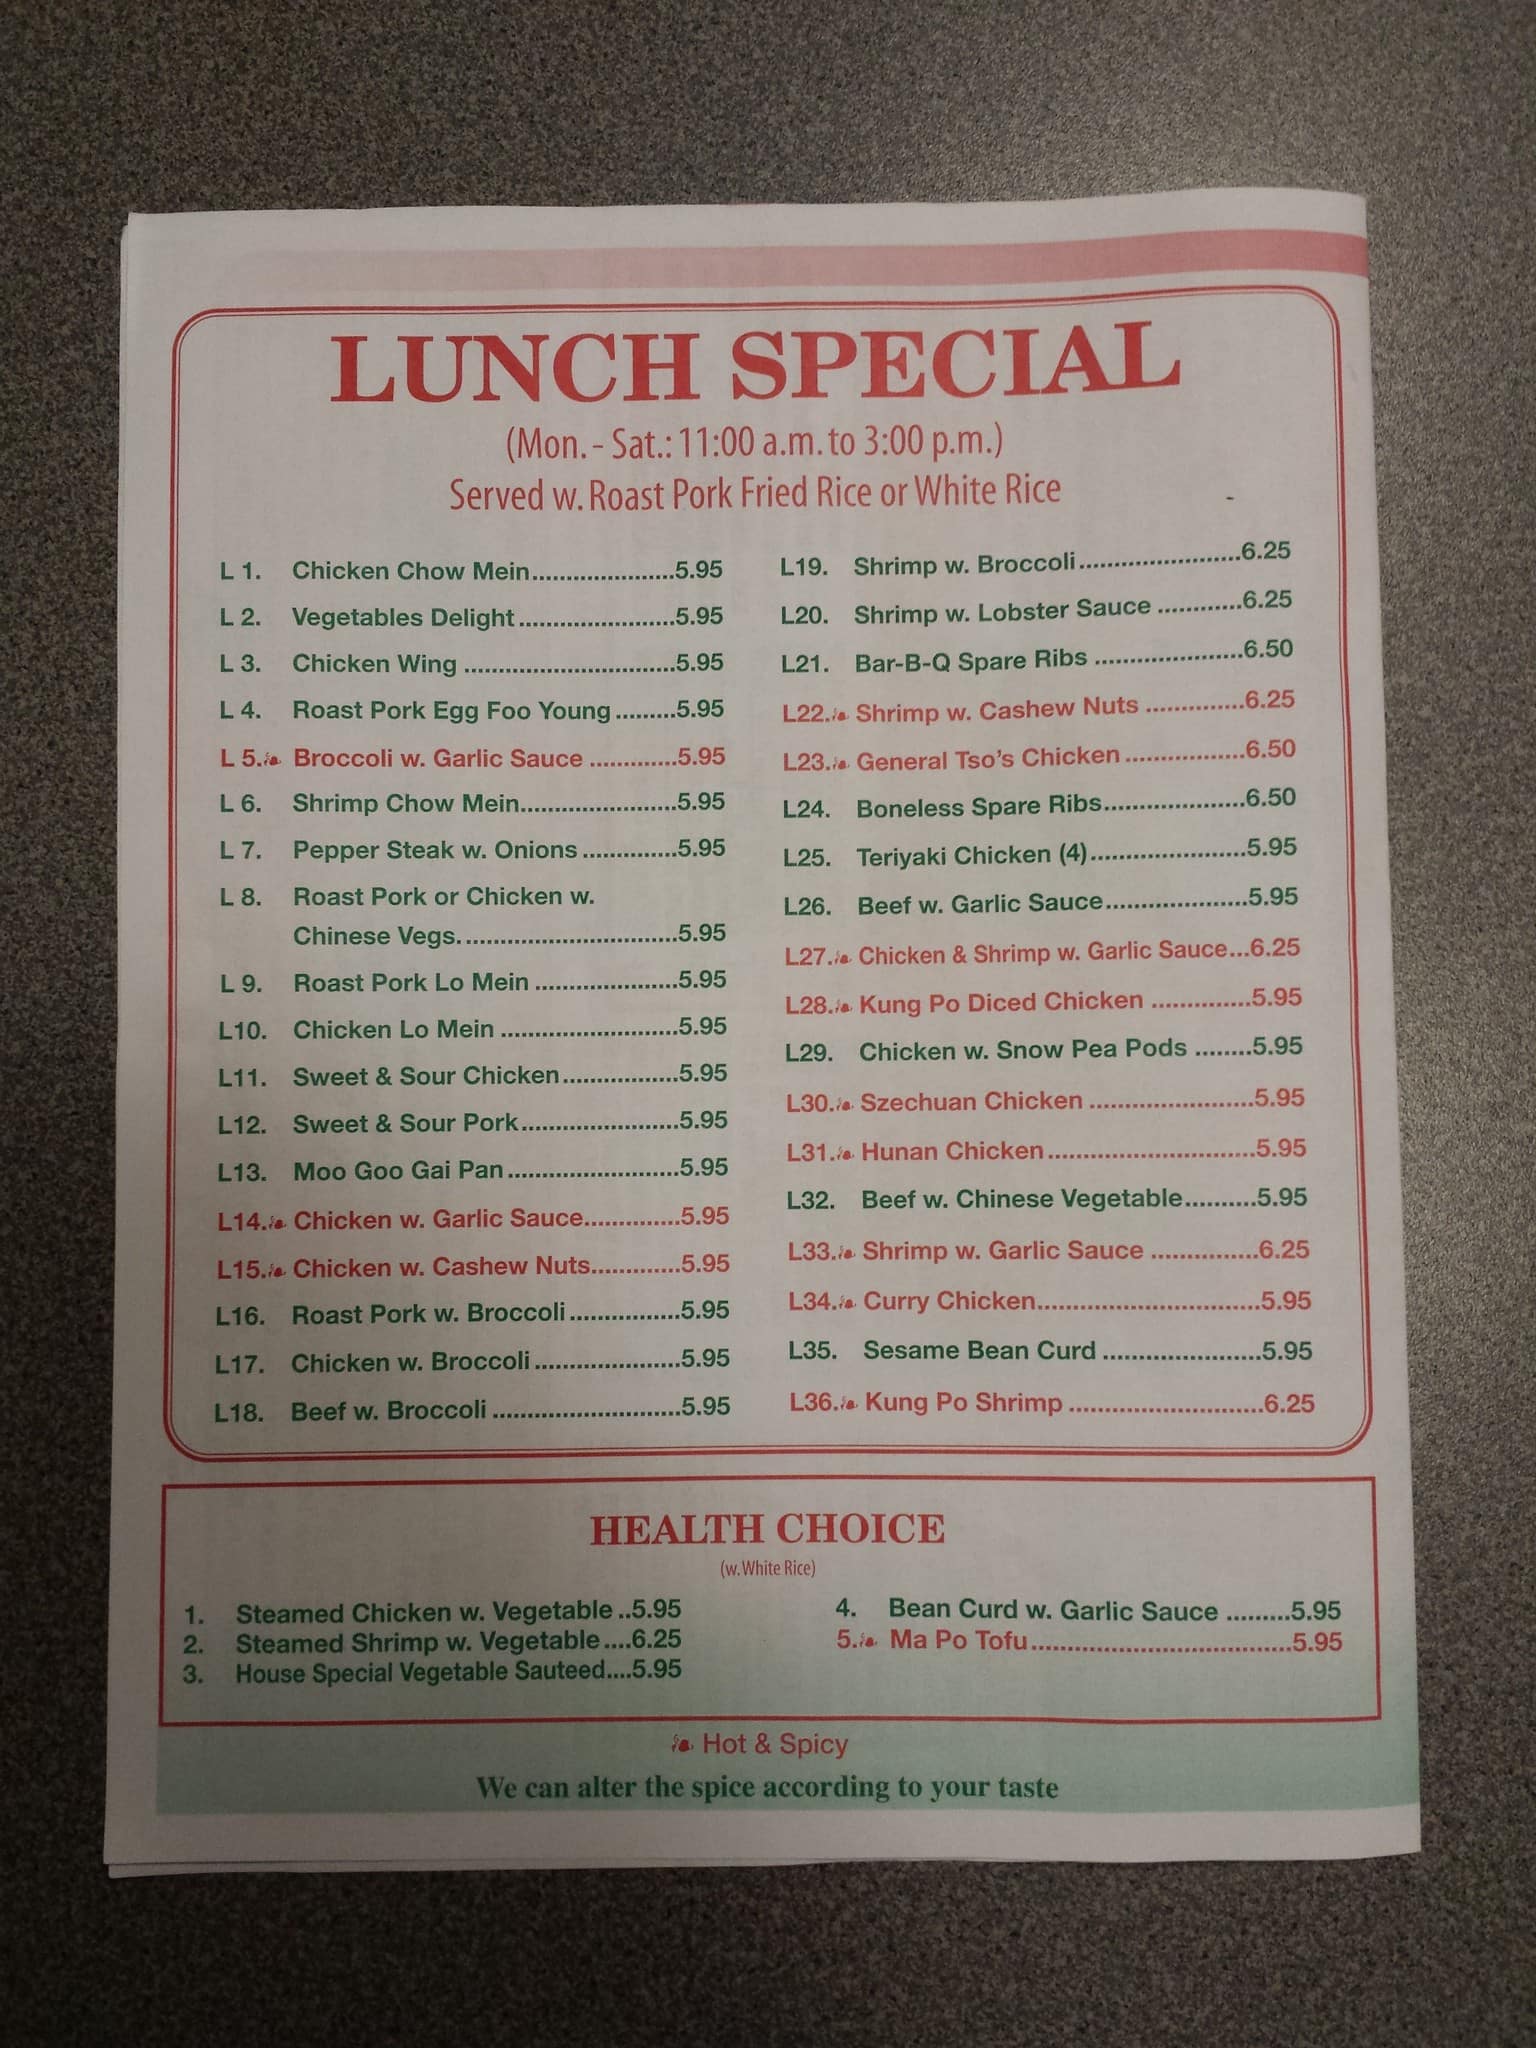 LUNCH SPECIAL
(Mon. - Sat.: 11:00 a.m. to 3:00 p.m.)
Served w. Roast Pork Fried Rice or White Rice
L 1. Chicken Chow Mein.....................5.95
L 2. Vegetables Delight.......................5.95
L 3. Chicken Wing ...............................5.95
L 4. Roast Pork Egg Foo Young.........5.95
L 5. Broccoli w. Garlic Sauce .............5.95
L 6. Shrimp Chow Mein.......................5.95
L 7. Pepper Steak w. Onions ..............5.95
L 8. Roast Pork or Chicken w.
Chinese Vegs................................5.95
L 9. Roast Pork Lo Mein .....................5.95
L10. Chicken Lo Mein ..........................5.95
L11. Sweet & Sour Chicken.................5.95
L12. Sweet & Sour Pork.......................5.95
L13. Moo Goo Gai Pan.........................5.95
L14. Chicken w. Garlic Sauce..............5.95
L15. Chicken w. Cashew Nuts.............5.95
L16. Roast Pork w. Broccoli................5.95
L17. Chicken w. Broccoli.....................5.95
L18. Beef w. Broccoli ...........................5.95
L19. Shrimp w. Broccoli.......................6.25
L20. Shrimp w. Lobster Sauce ............6.25
L21. Bar-B-Q Spare Ribs .....................6.50
L22. Shrimp w. Cashew Nuts ..............6.25
L23. General Tso's Chicken .................6.50
L24. Boneless Spare Ribs....................6.50
L25. Teriyaki Chicken (4)......................5.95
L26. Beef w. Garlic Sauce....................5.95
L27. Chicken & Shrimp w. Garlic Sauce...6.25
L28. Kung Po Diced Chicken ..............5.95
L29. Chicken w. Snow Pea Pods ........5.95
L30. Szechuan Chicken .......................5.95
L31. Hunan Chicken.............................5.95
L32. Beef w. Chinese Vegetable..........5.95
L33. Shrimp w. Garlic Sauce ...............6.25
L34. Curry Chicken...............................5.95
L35. Sesame Bean Curd ......................5.95
L36. Kung Po Shrimp ...........................6.25
HEALTH CHOICE
(w. White Rice)
1. Steamed Chicken w. Vegetable ..5.95
2. Steamed Shrimp w. Vegetable....6.25
3. House Special Vegetable Sauteed....5.95
4. Bean Curd w. Garlic Sauce .........5.95
5. Ma Po Tofu....................................5.95
Hot & Spicy
We can alter the spice according to your taste